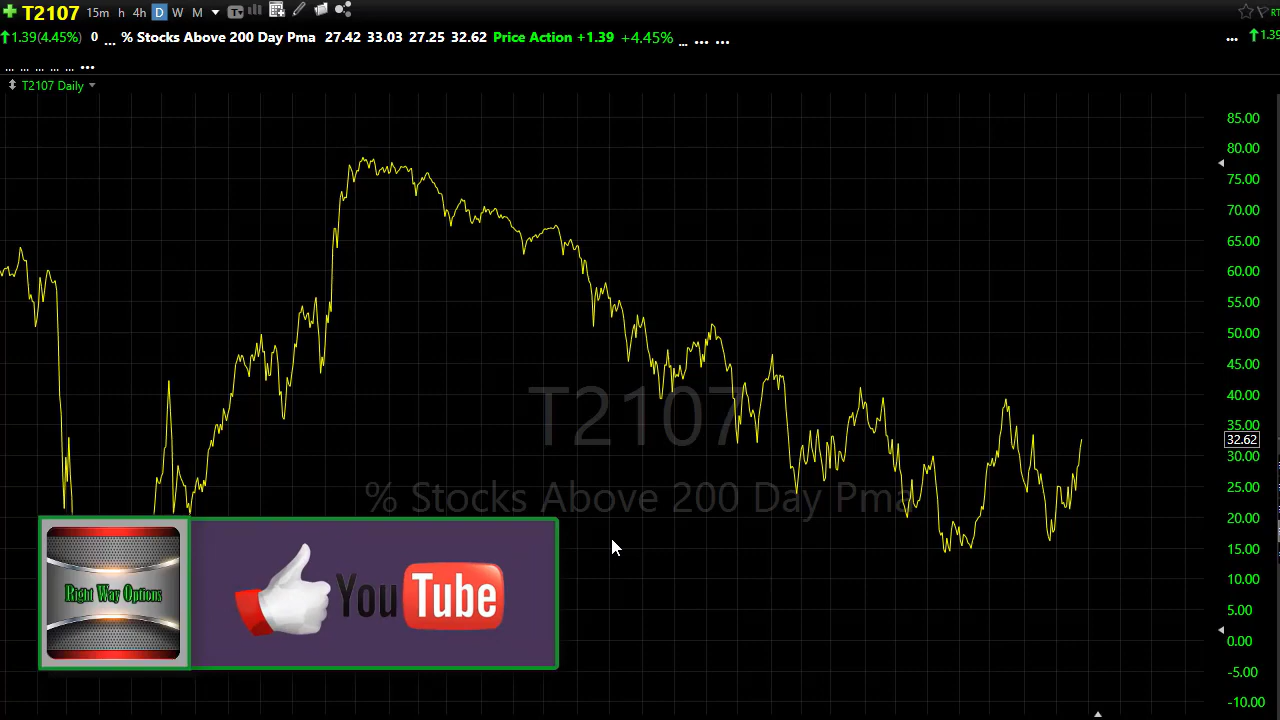 T2107 15m h 4h D W M T
1.39(4.45%) 0 ... % Stocks Above 200 Day Pma 27.42 33.03 27.25 32.62 Price Action +1.39 +4.45% ... ... ... ... 1.39
... ... ... ... ... ...
T2107 Daily
85.00
80.00
75.00
70.00
65.00
60.00
55.00
50.00
45.00
40.00
35.00
32.62
30.00
25.00
20.00
15.00
10.00
5.00
0.00
-5.00
-10.00
T2107
% Stocks Above 200 Day Pma
Right Way Options
YouTube